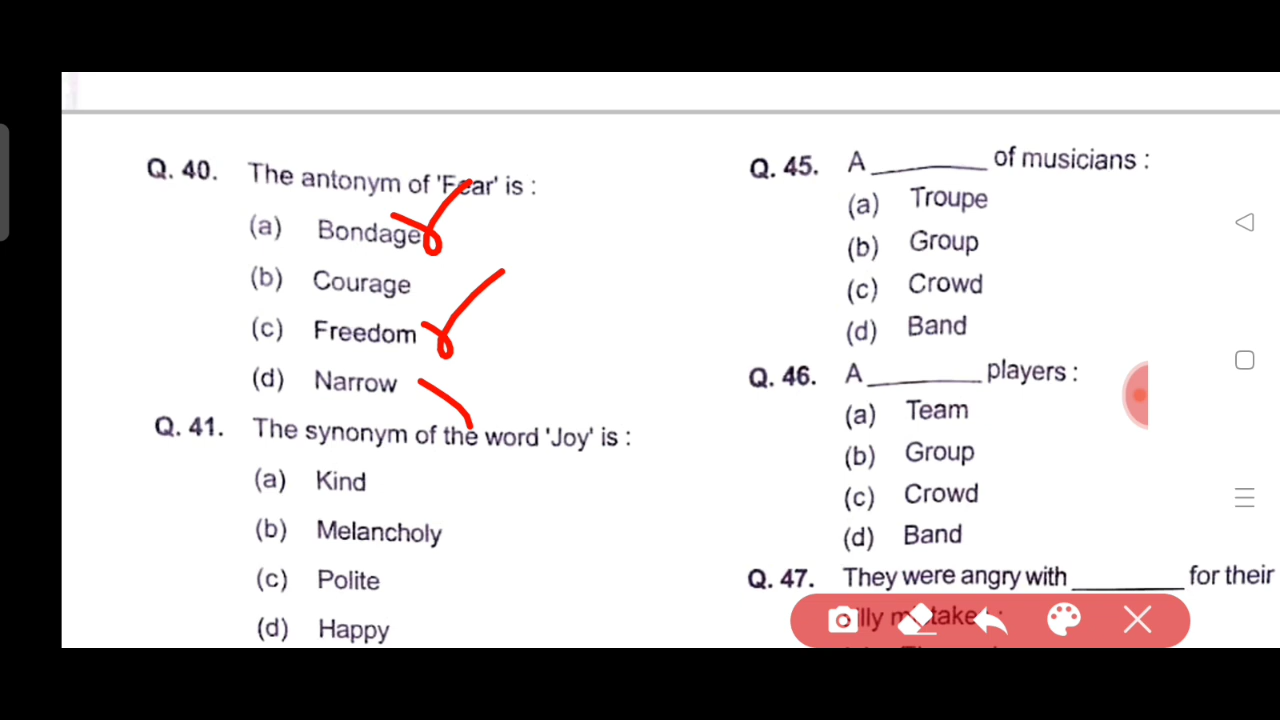 Q. 40. The antonym of 'Fear' is :
(a) Bondage
(b) Courage
(c) Freedom
(d) Narrow
Q. 41. The synonym of the word 'Joy' is :
(a) Kind
(b) Melancholy
(c) Polite
(d) Happy
Q. 45. A ________ of musicians :
(a) Troupe
(b) Group
(c) Crowd
(d) Band
Q. 46. A ________ players :
(a) Team
(b) Group
(c) Crowd
(d) Band
Q. 47. They were angry with ________ for their